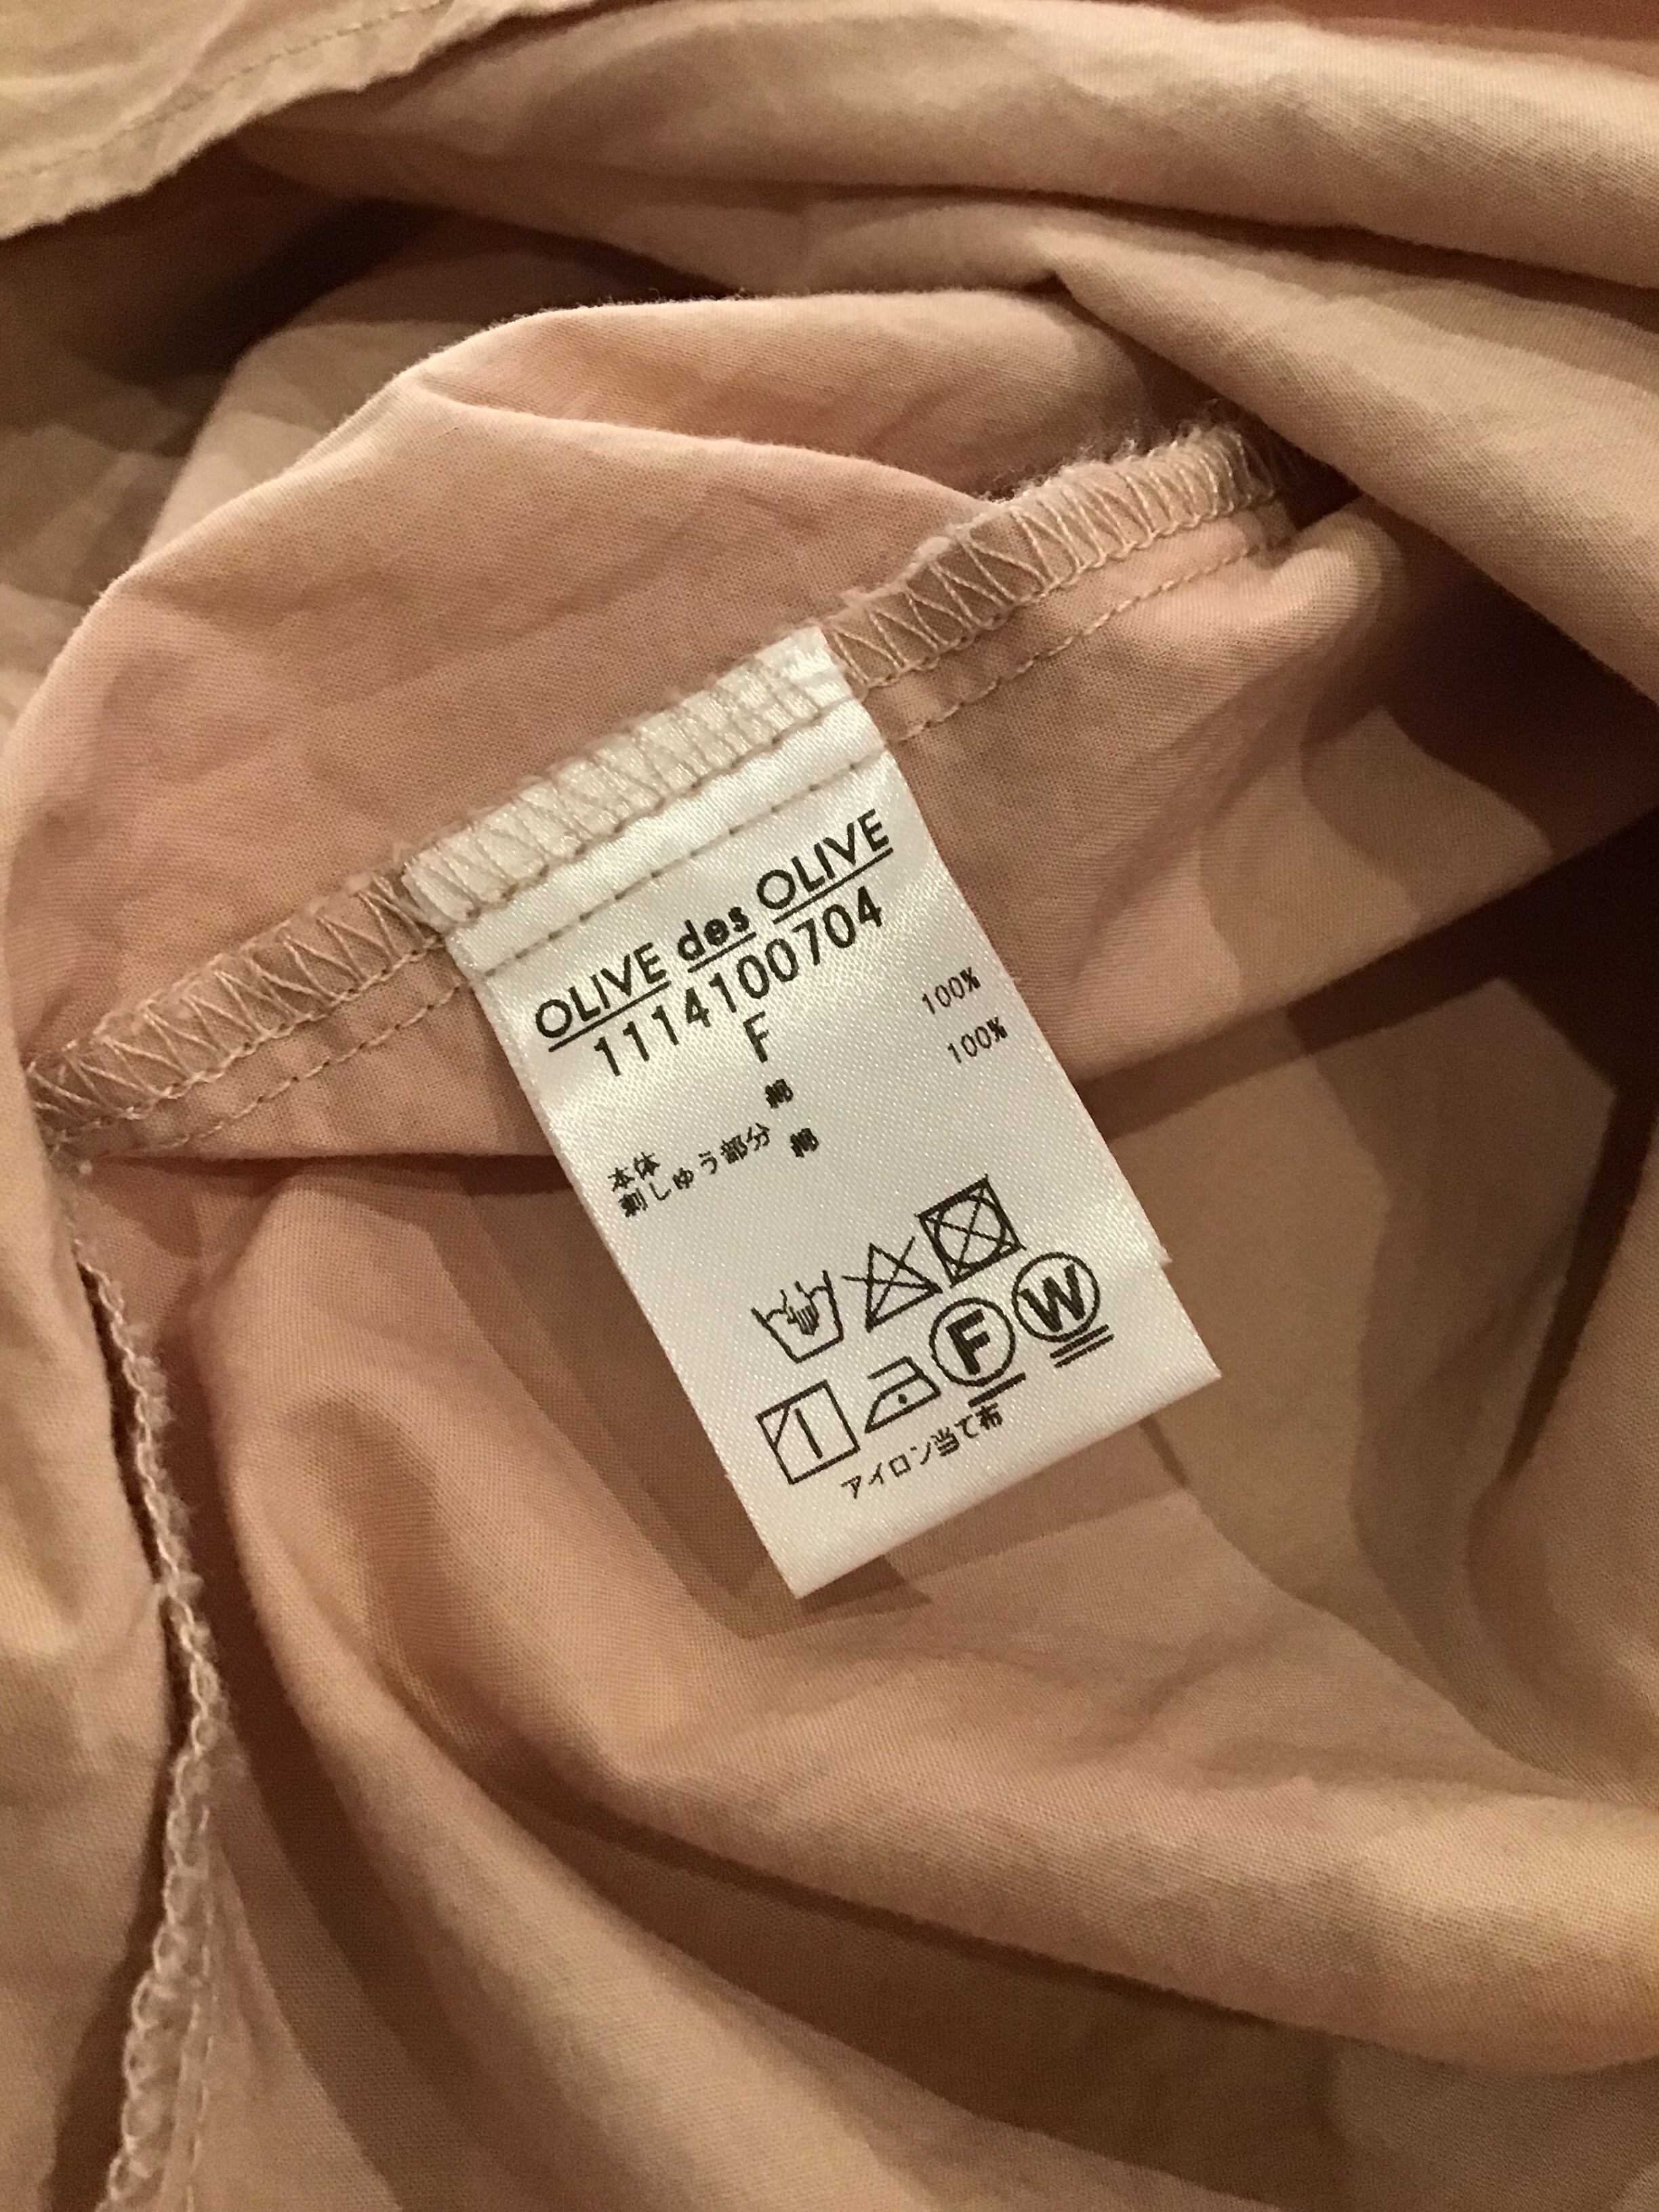 OLIVE des OLIVE
1114100704
F
本体 綿 100%
刺しゅう部分 綿 100%
F W
アイロン当て布